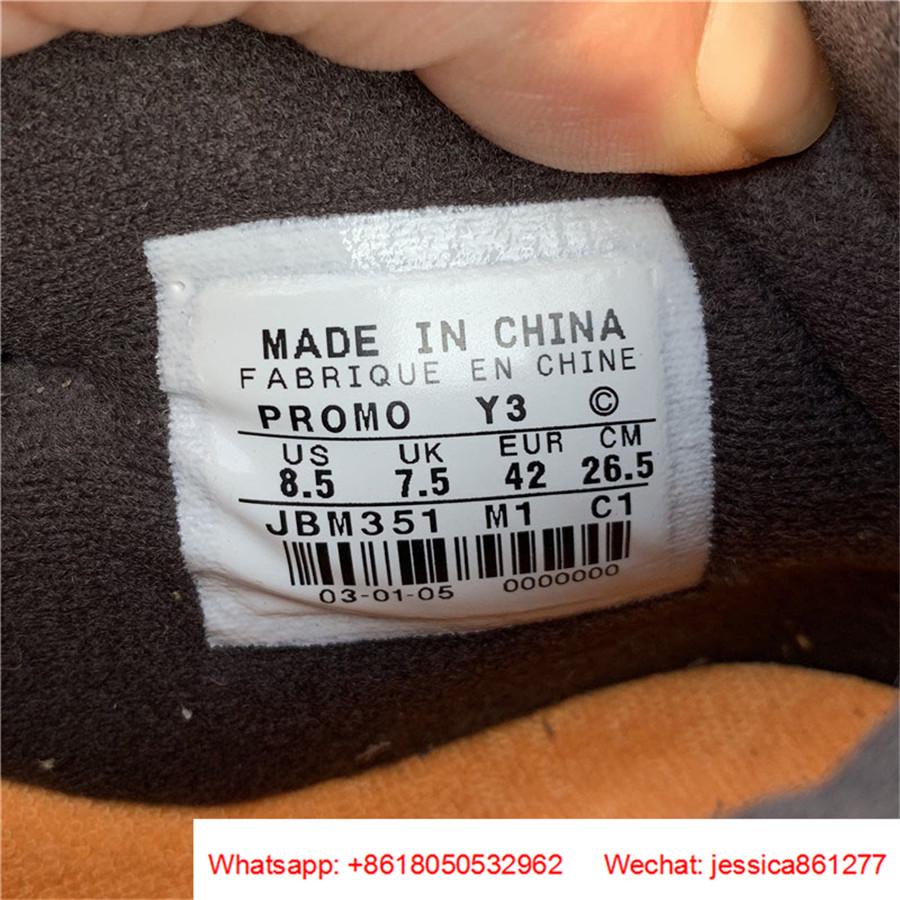 MADE IN CHINA
FABRIQUE EN CHINE
PROMO Y3 ©
US UK EUR CM
8.5 7.5 42 26.5
JBM351 M1 C1
03-01-05 0000000
Whatsapp: +8618050532962 Wechat: jessica861277